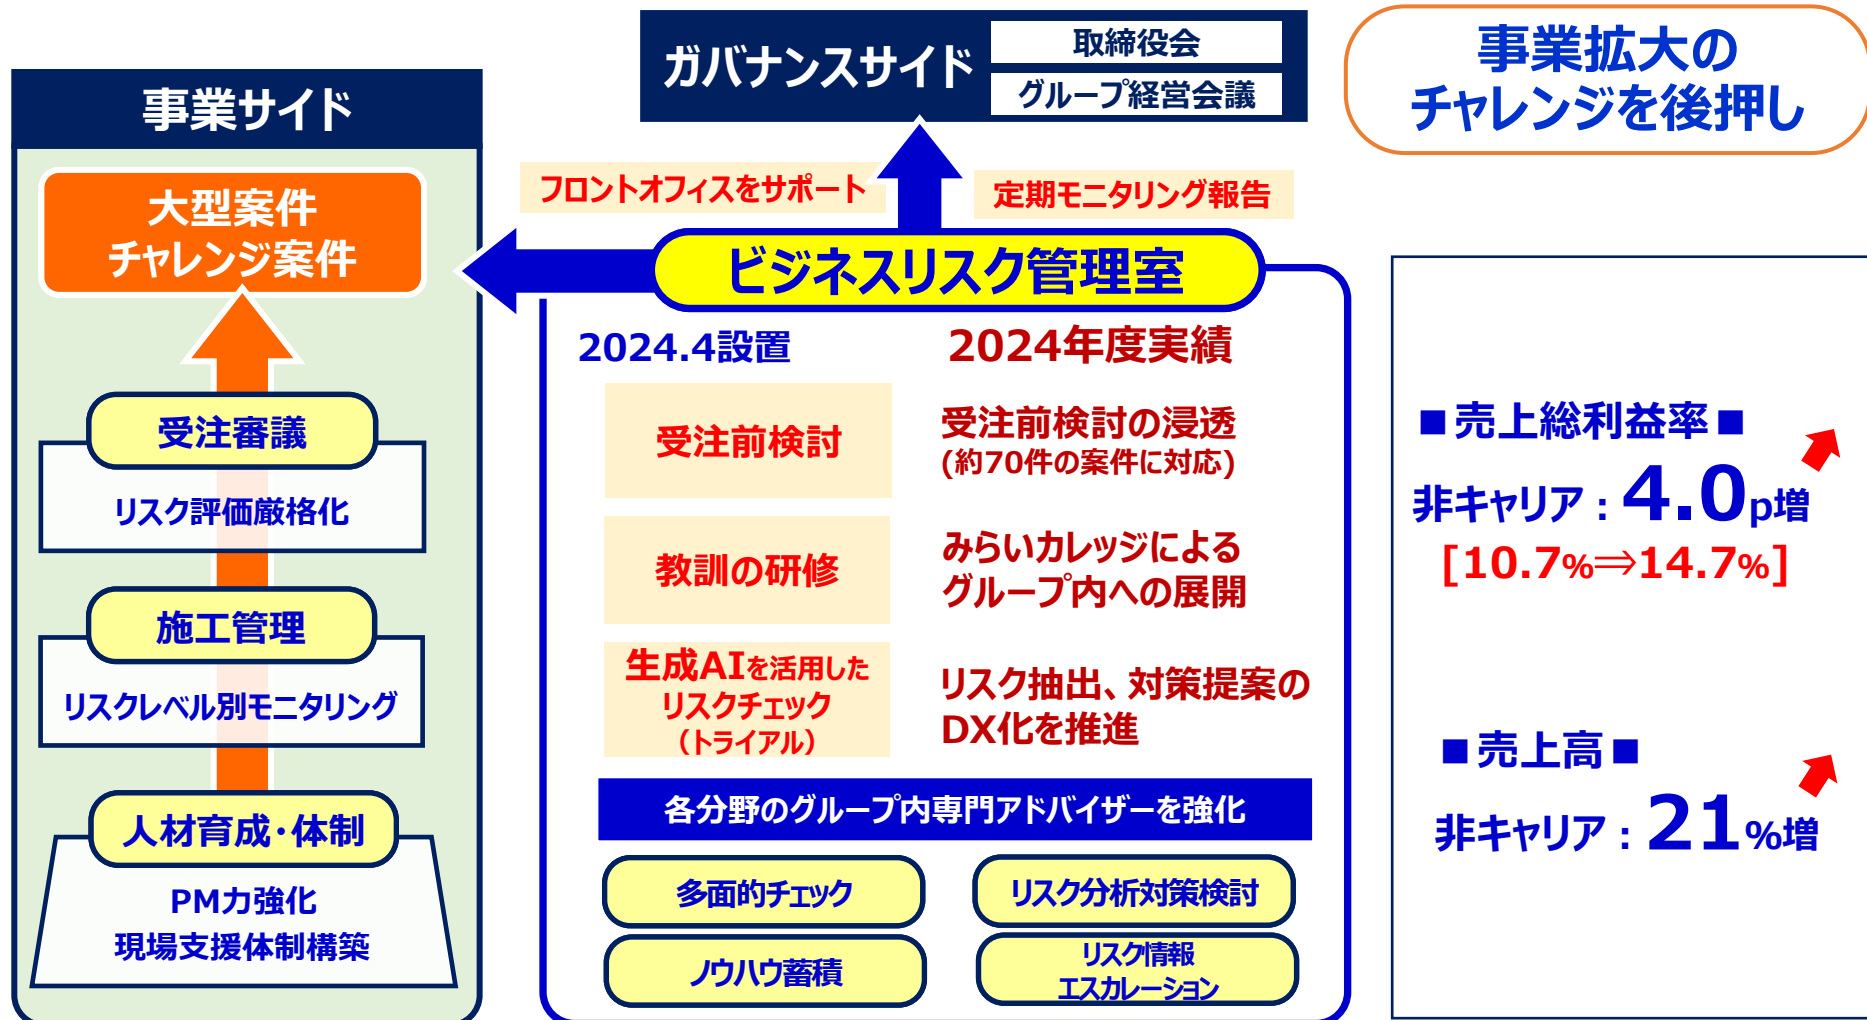 事業サイド
大型案件
チャレンジ案件
受注審議
リスク評価厳格化
施工管理
リスクレベル別モニタリング
人材育成・体制
PM力強化
現場支援体制構築
ガバナンスサイド
取締役会
グループ経営会議
フロントオフィスをサポート
定期モニタリング報告
ビジネスリスク管理室
2024.4設置
2024年度実績
受注前検討
受注前検討の浸透
(約70件の案件に対応)
教訓の研修
みらいカレッジによる
グループ内への展開
生成AIを活用した
リスクチェック
（トライアル）
リスク抽出、対策提案の
DX化を推進
各分野のグループ内専門アドバイザーを強化
多面的チェック
リスク分析対策検討
ノウハウ蓄積
リスク情報
エスカレーション
事業拡大の
チャレンジを後押し
■売上総利益率■
非キャリア：4.0p増
[10.7%⇒14.7%]
■売上高■
非キャリア：21%増